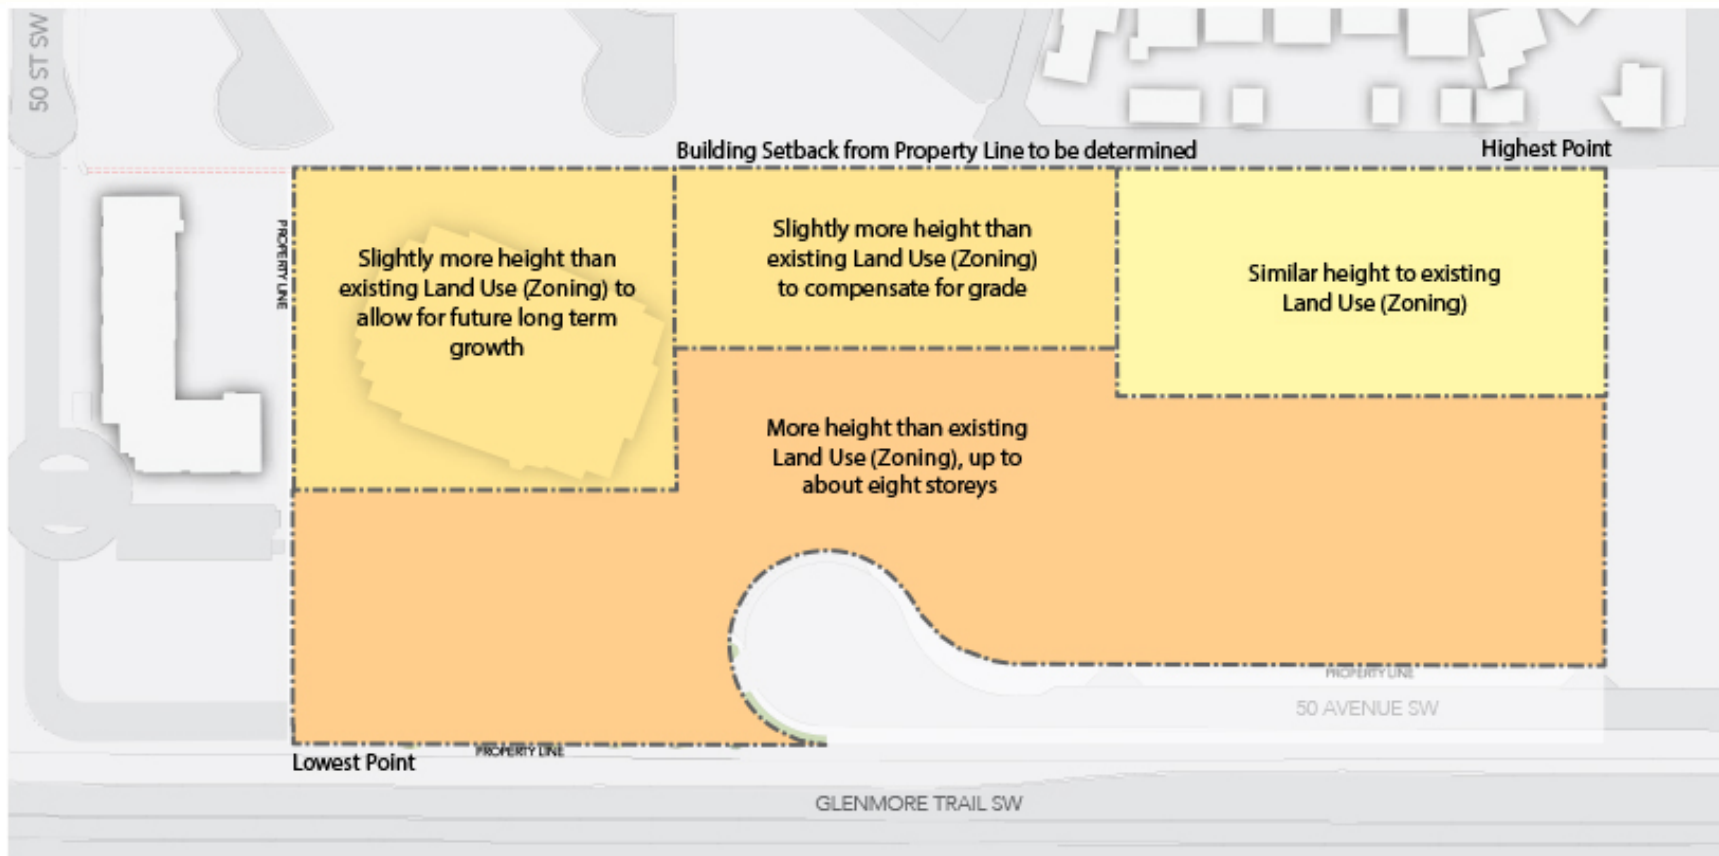 50 ST SW
Building Setback from Property Line to be determined
Highest Point
PROPERTY LINE
Slightly more height than
existing Land Use (Zoning) to
allow for future long term
growth
Slightly more height than
existing Land Use (Zoning)
to compensate for grade
Similar height to existing
Land Use (Zoning)
More height than existing
Land Use (Zoning), up to
about eight storeys
PROPERTY LINE
50 AVENUE SW
PROPERTY LINE
Lowest Point
GLENMORE TRAIL SW